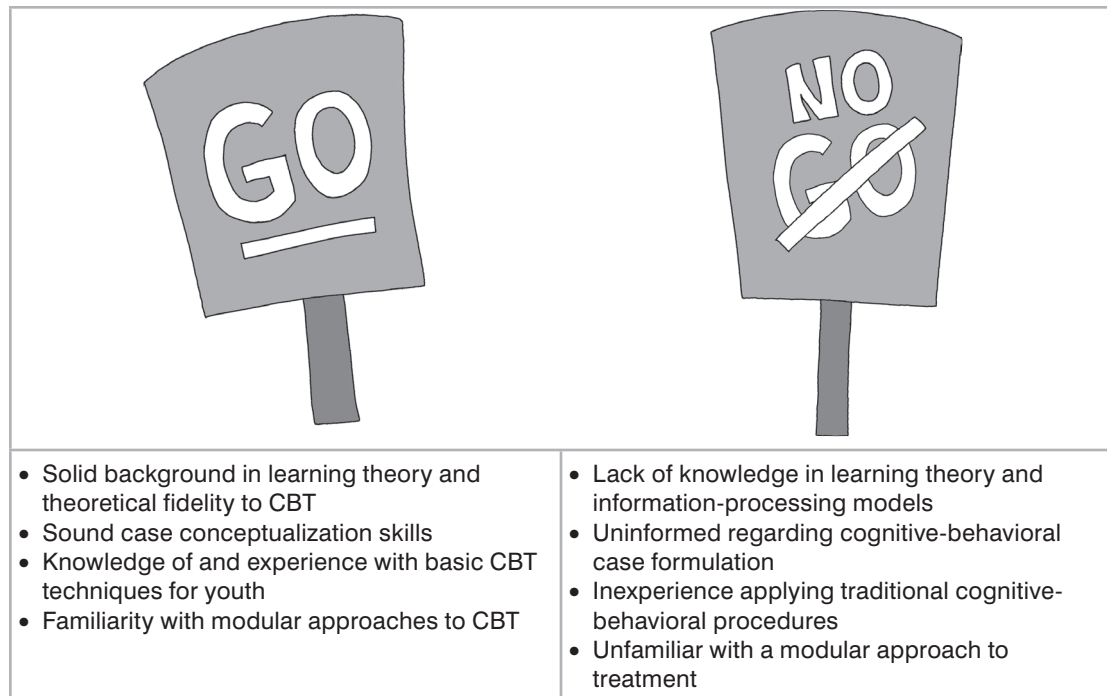 GO
NO
GO
• Solid background in learning theory and
theoretical fidelity to CBT
• Sound case conceptualization skills
• Knowledge of and experience with basic CBT
techniques for youth
• Familiarity with modular approaches to CBT
• Lack of knowledge in learning theory and
information-processing models
• Uninformed regarding cognitive-behavioral
case formulation
• Inexperience applying traditional cognitive-
behavioral procedures
• Unfamiliar with a modular approach to
treatment